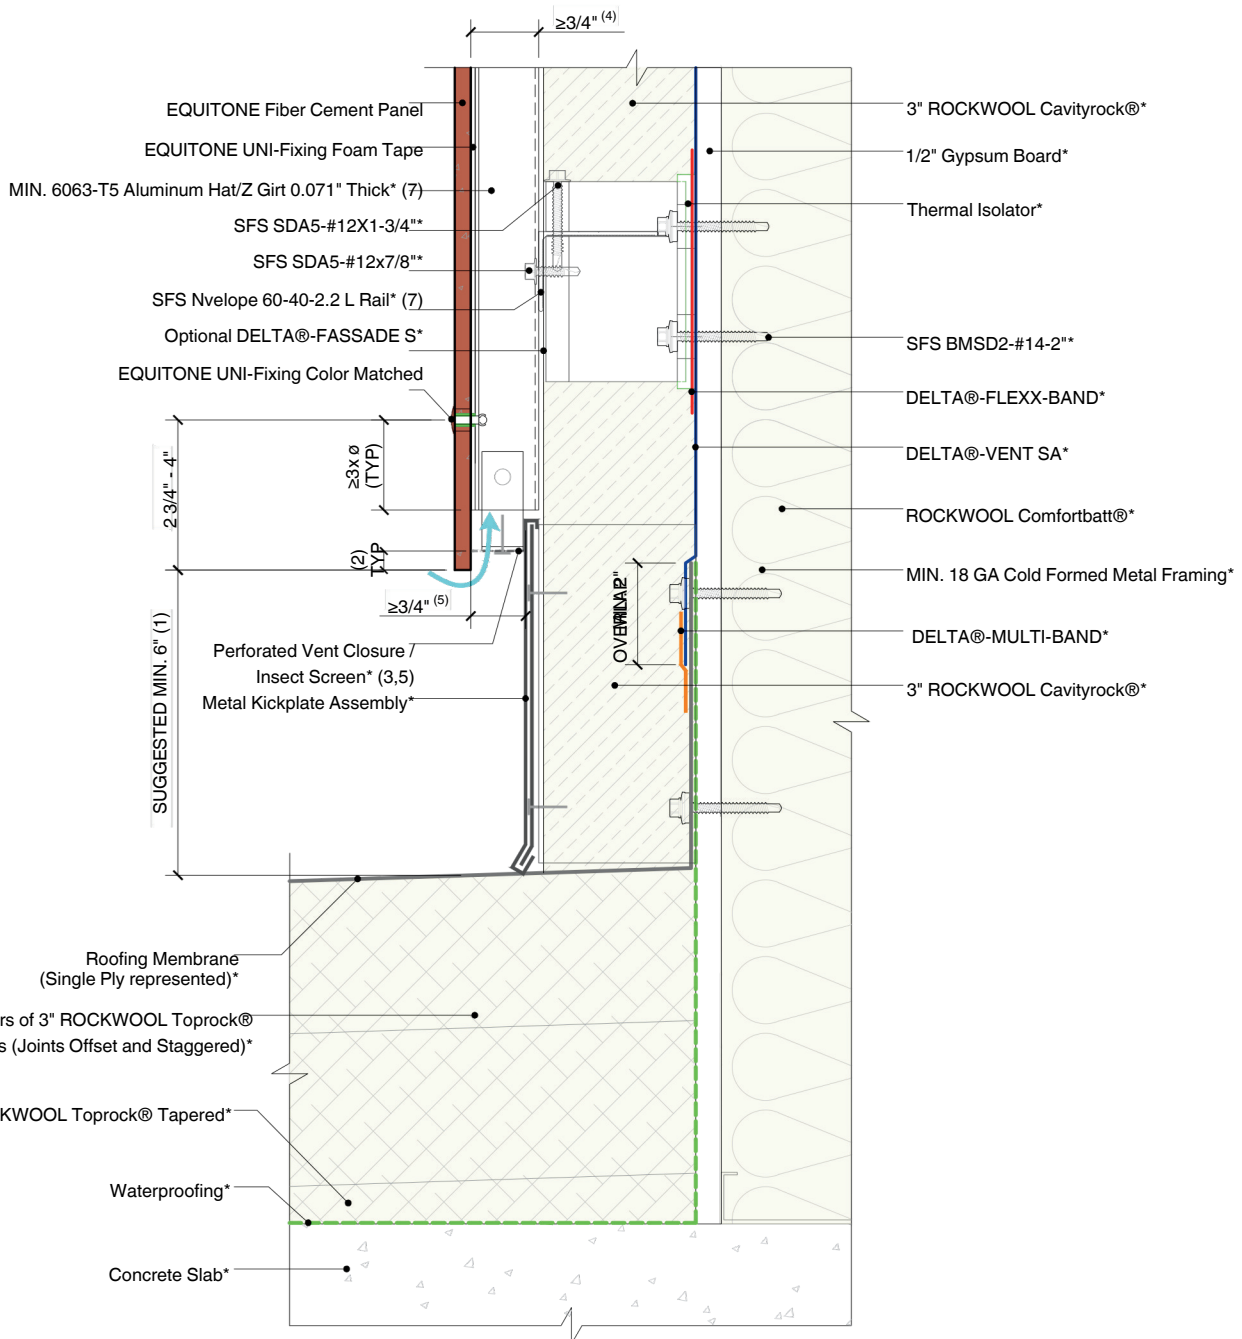 ≥3/4" (4)
EQUITONE Fiber Cement Panel
EQUITONE UNI-Fixing Foam Tape
MIN. 6063-T5 Aluminum Hat/Z Girt 0.071" Thick* (7)
SFS SDA5-#12X1-3/4"*
SFS SDA5-#12x7/8"*
SFS Nvelope 60-40-2.2 L Rail* (7)
Optional DELTA®-FASSADE S*
EQUITONE UNI-Fixing Color Matched
2 3/4" - 4"
≥3x ø
(TYP)
(2)
TYP
≥3/4" (5)
SUGGESTED MIN. 6" (1)
Perforated Vent Closure /
Insect Screen* (3,5)
Metal Kickplate Assembly*
Roofing Membrane
(Single Ply represented)*
rs of 3" ROCKWOOL Toprock®
s (Joints Offset and Staggered)*
KWOOL Toprock® Tapered*
Waterproofing*
Concrete Slab*
3" ROCKWOOL Cavityrock®*
1/2" Gypsum Board*
Thermal Isolator*
SFS BMSD2-#14-2"*
DELTA®-FLEXX-BAND*
DELTA®-VENT SA*
ROCKWOOL Comfortbatt®*
MIN. 18 GA Cold Formed Metal Framing*
DELTA®-MULTI-BAND*
3" ROCKWOOL Cavityrock®*